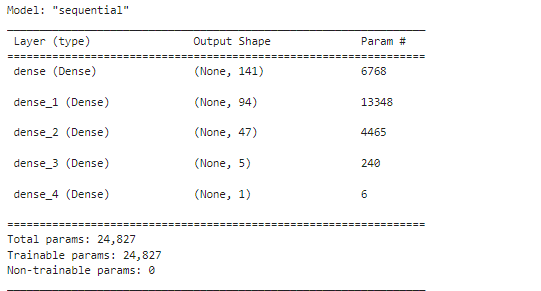 Model: "sequential"
Layer (type) Output Shape Param #
dense (Dense) (None, 141) 6768
dense_1 (Dense) (None, 94) 13348
dense_2 (Dense) (None, 47) 4465
dense_3 (Dense) (None, 5) 240
dense_4 (Dense) (None, 1) 6
Total params: 24,827
Trainable params: 24,827
Non-trainable params: 0